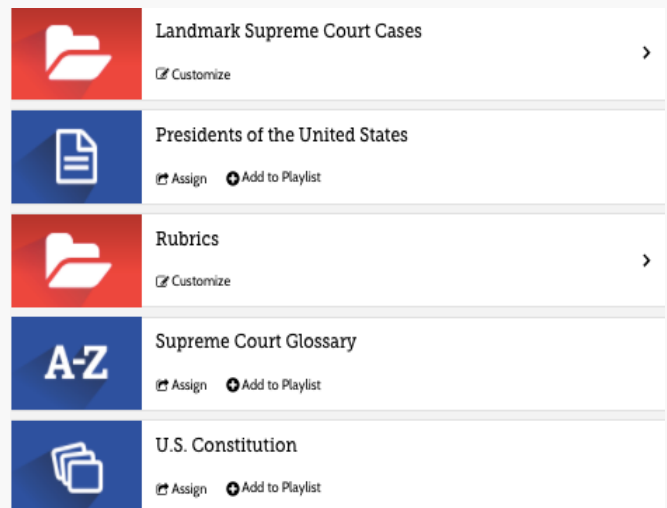 Landmark Supreme Court Cases
Customize
Presidents of the United States
Assign Add to Playlist
Rubrics
Customize
A-Z
Supreme Court Glossary
Assign Add to Playlist
U.S. Constitution
Assign Add to Playlist